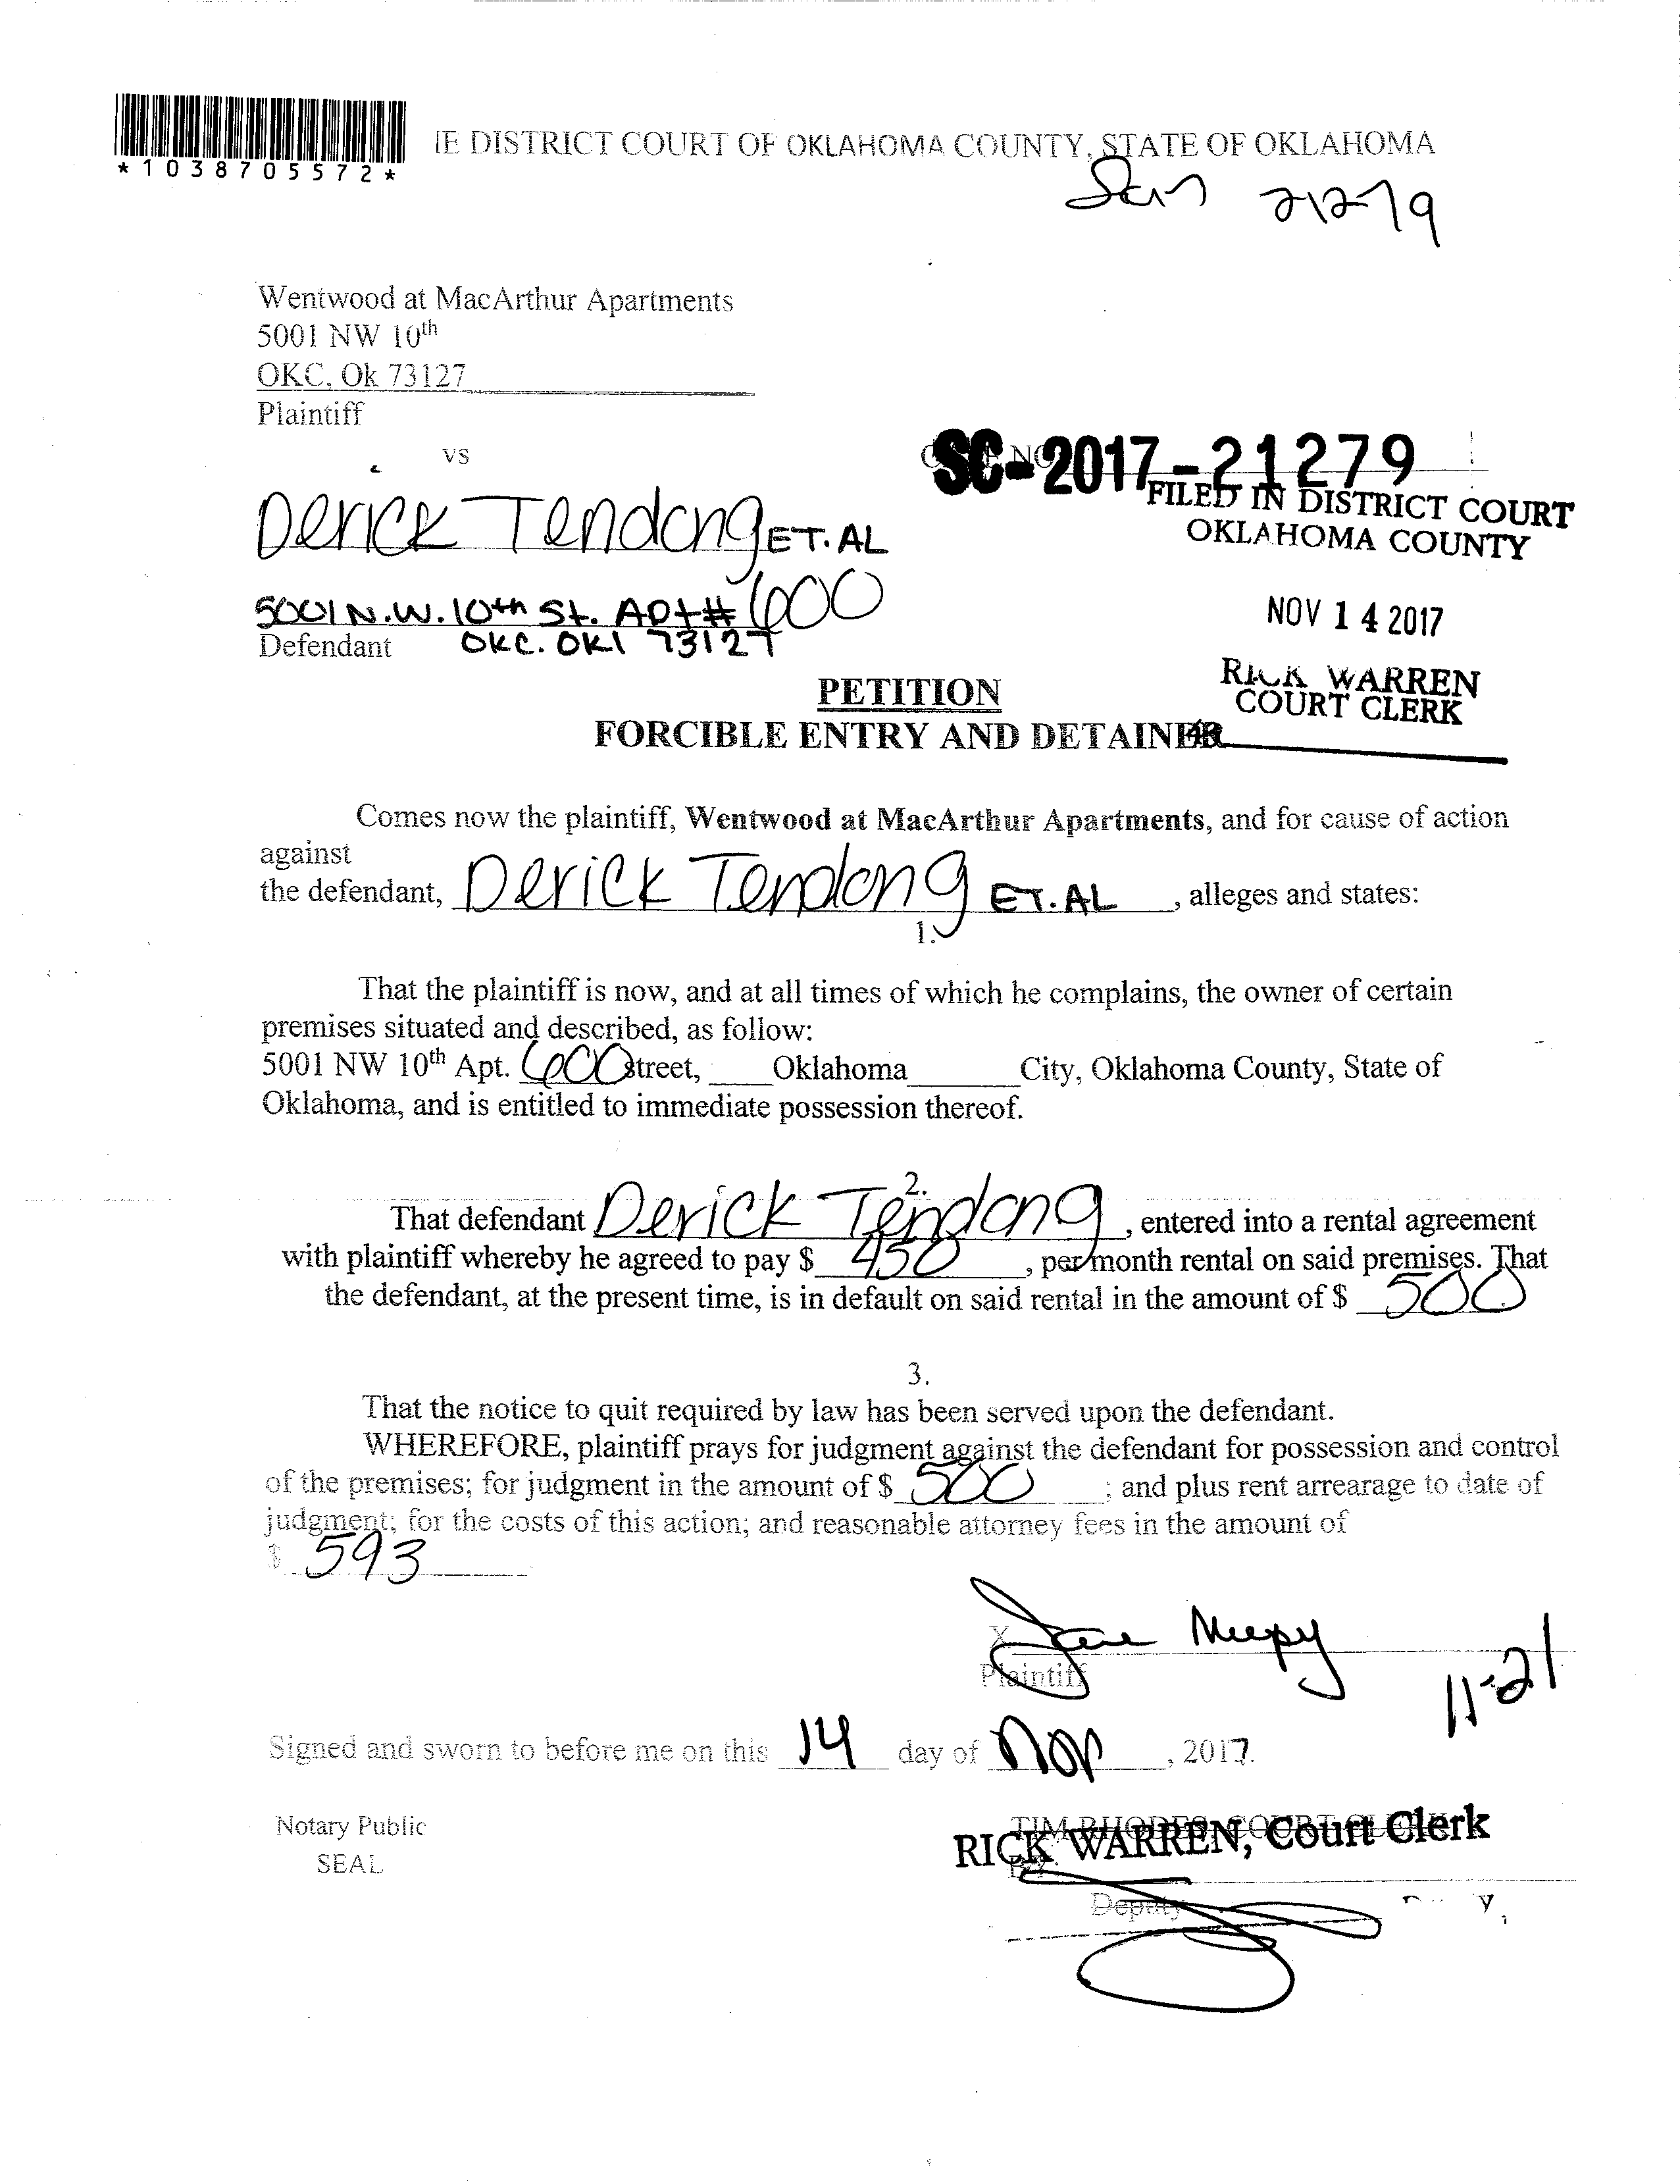 *1038705572*
IE DISTRICT COURT OF OKLAHOMA COUNTY, STATE OF OKLAHOMA
21279
Wentwood at MacArthur Apartments
5001 NW 10th
OKC, Ok 73127
Plaintiff
vs
SC-2017-21279
FILED IN DISTRICT COURT
OKLAHOMA COUNTY
Derick Tendong ET. AL
5001 N.W. 10th St. Apt# 600
Defendant OKC. OKl 73127
NOV 14 2017
RICK WARREN
COURT CLERK
PETITION
FORCIBLE ENTRY AND DETAINER
Comes now the plaintiff, Wentwood at MacArthur Apartments, and for cause of action
against
the defendant, Derick Tendong ET. AL , alleges and states:
1.
That the plaintiff is now, and at all times of which he complains, the owner of certain
premises situated and described, as follow:
5001 NW 10th Apt. 600 Street, Oklahoma City, Oklahoma County, State of
Oklahoma, and is entitled to immediate possession thereof.
2.
That defendant Derick Tendong , entered into a rental agreement
with plaintiff whereby he agreed to pay $ 450 , per month rental on said premises. That
the defendant, at the present time, is in default on said rental in the amount of $ 500
3.
That the notice to quit required by law has been served upon the defendant.
WHEREFORE, plaintiff prays for judgment against the defendant for possession and control
of the premises; for judgment in the amount of $ 500 ; and plus rent arrearage to date of
judgment; for the costs of this action; and reasonable attorney fees in the amount of
$ 593
X
Plaintiff
11-21
Signed and sworn to before me on this 14 day of Nov , 2017.
Notary Public
SEAL
TIM RHODES, COURT CLERK
RICK WARREN, Court Clerk
By:
Deputy